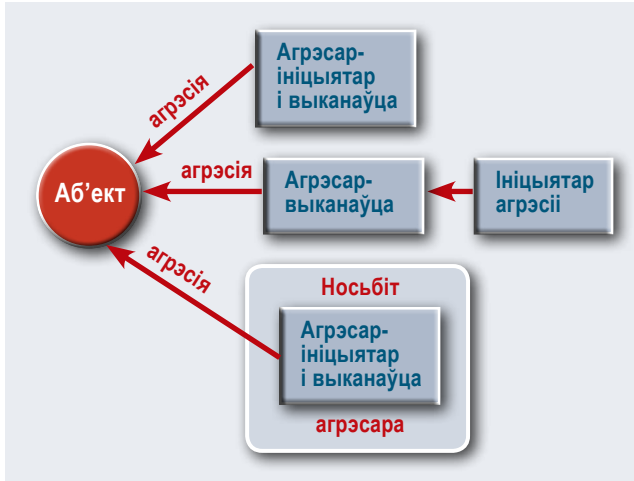 Агрэсар-
ініцыятар
і выканаўца
агрэсія
Аб’ект
агрэсія
Агрэсар-
выканаўца
Ініцыятар
агрэсіі
агрэсія
Носьбіт
Агрэсар-
ініцыятар
і выканаўца
агрэсара